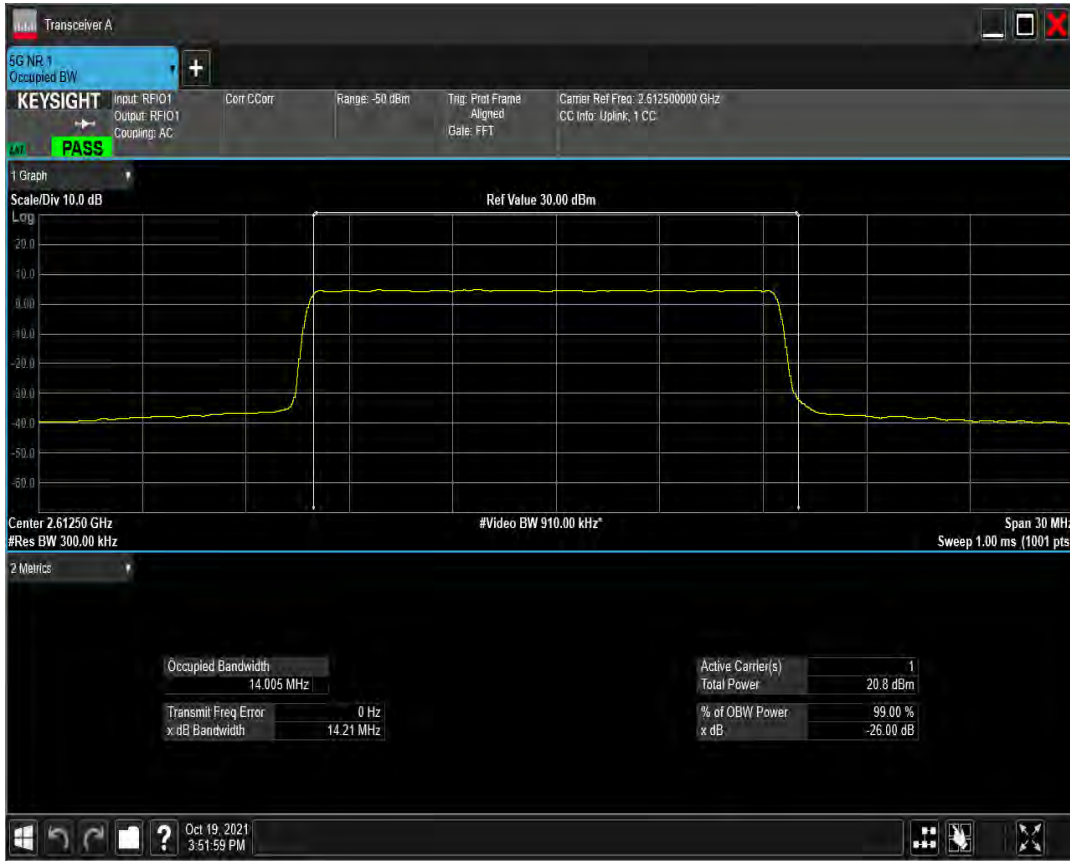 Transceiver A
5G NR 1
Occupied BW
KEYSIGHT
Input: RFIO1
Output: RFIO1
Coupling: AC
Corr CCorr
Range: -50 dBm
Trig: Prot Frame
Aligned
Gate: FFT
Carrier Ref Freq: 2.612500000 GHz
CC Info: Uplink, 1 CC
PASS
1 Graph
Scale/Div 10.0 dB
Ref Value 30.00 dBm
Log
20.0
10.0
0.00
-10.0
-20.0
-30.0
-40.0
-50.0
-60.0
Center 2.61250 GHz
#Video BW 910.00 kHz*
Span 30 MHz
#Res BW 300.00 kHz
Sweep 1.00 ms (1001 pts
2 Metrics
Occupied Bandwidth
14.005 MHz
Transmit Freq Error 0 Hz
x dB Bandwidth 14.21 MHz
Active Carrier(s) 1
Total Power 20.8 dBm
% of OBW Power 99.00 %
x dB -26.00 dB
Oct 19, 2021
3:51:59 PM